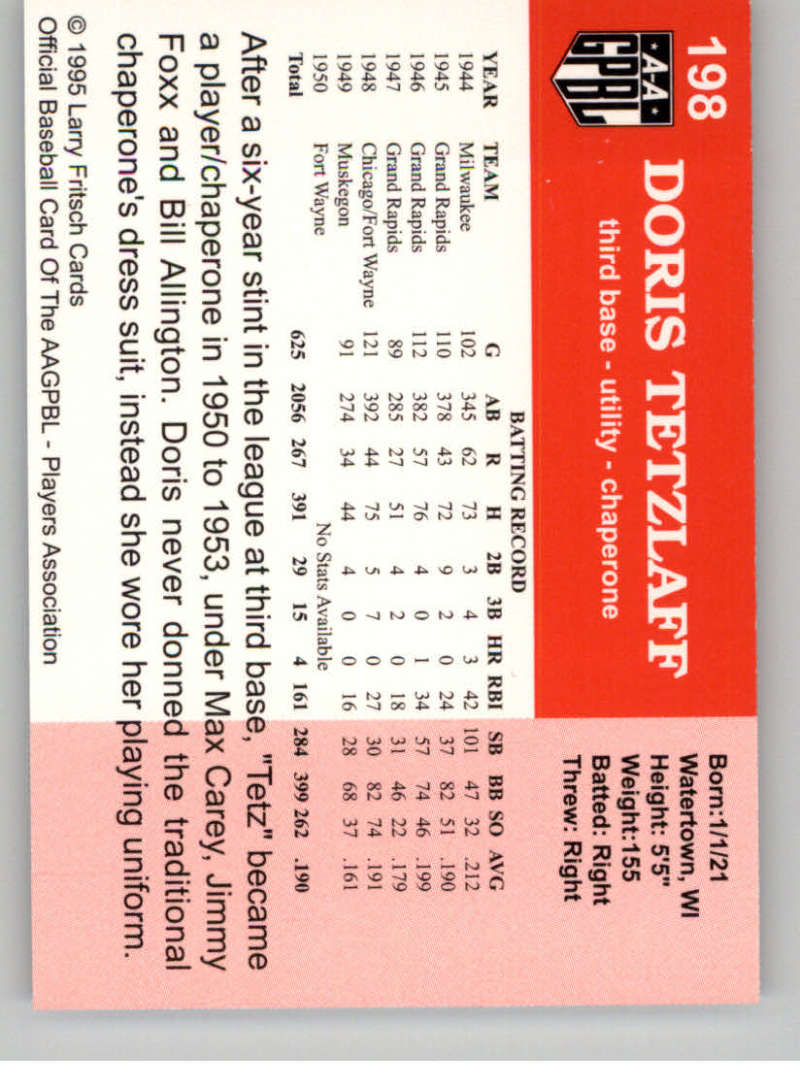 198
DORIS TETZLAFF
third base - utility - chaperone
A-A
GPBL
Born:1/1/21
Watertown, WI
Height: 5'5"
Weight:155
Batted: Right
Threw: Right
BATTING RECORD
YEAR TEAM G AB R H 2B 3B HR RBI SB BB SO AVG
1944 Milwaukee 102 345 62 73 3 4 3 42 101 47 32 .212
1945 Grand Rapids 110 378 43 72 9 2 0 24 37 82 51 .190
1946 Grand Rapids 112 382 57 76 4 0 1 34 57 74 46 .199
1947 Grand Rapids 89 285 27 51 4 2 0 18 31 46 22 .179
1948 Chicago/Fort Wayne 121 392 44 75 5 7 0 27 30 82 74 .191
1949 Muskegon 91 274 34 44 4 0 0 16 28 68 37 .161
1950 Fort Wayne No Stats Available
Total 625 2056 267 391 29 15 4 161 284 399 262 .190
After a six-year stint in the league at third base, "Tetz" became
a player/chaperone in 1950 to 1953, under Max Carey, Jimmy
Foxx and Bill Allington. Doris never donned the traditional
chaperone's dress suit, instead she wore her playing uniform.
© 1995 Larry Fritsch Cards
Official Baseball Card Of The AAGPBL - Players Association